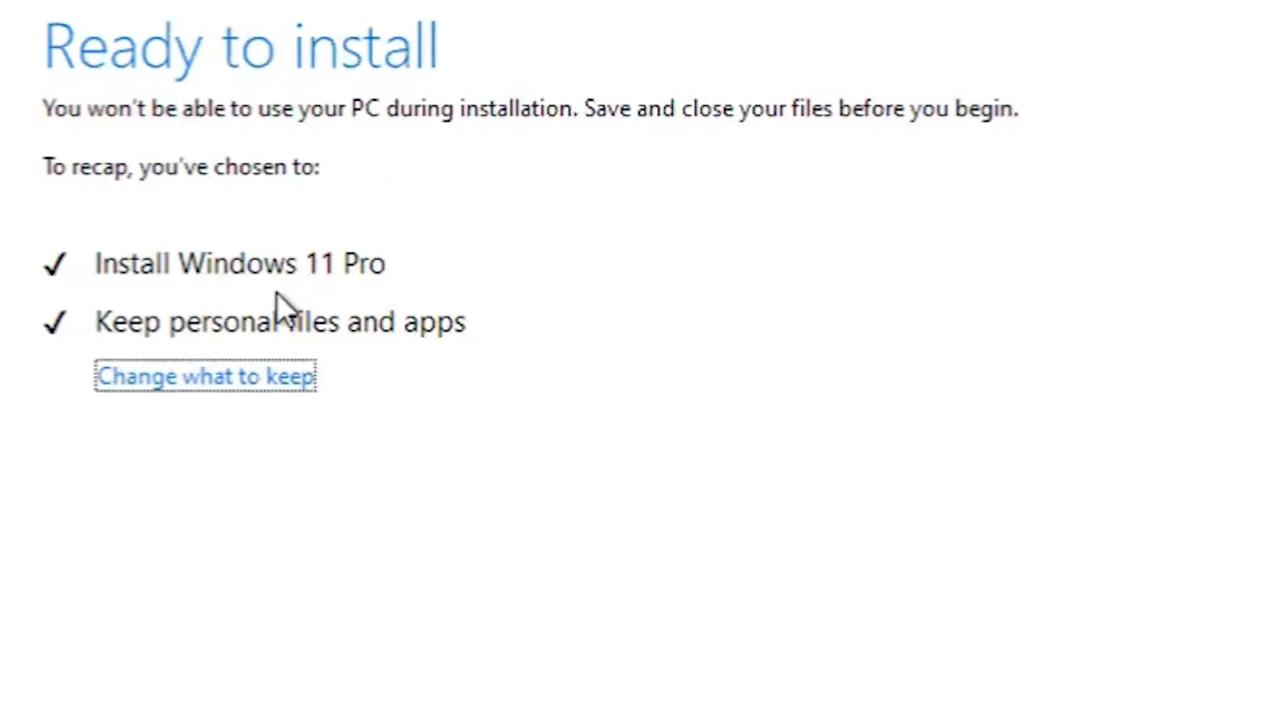 Ready to install
You won't be able to use your PC during installation. Save and close your files before you begin.
To recap, you've chosen to:
✓ Install Windows 11 Pro
✓ Keep personal files and apps
Change what to keep